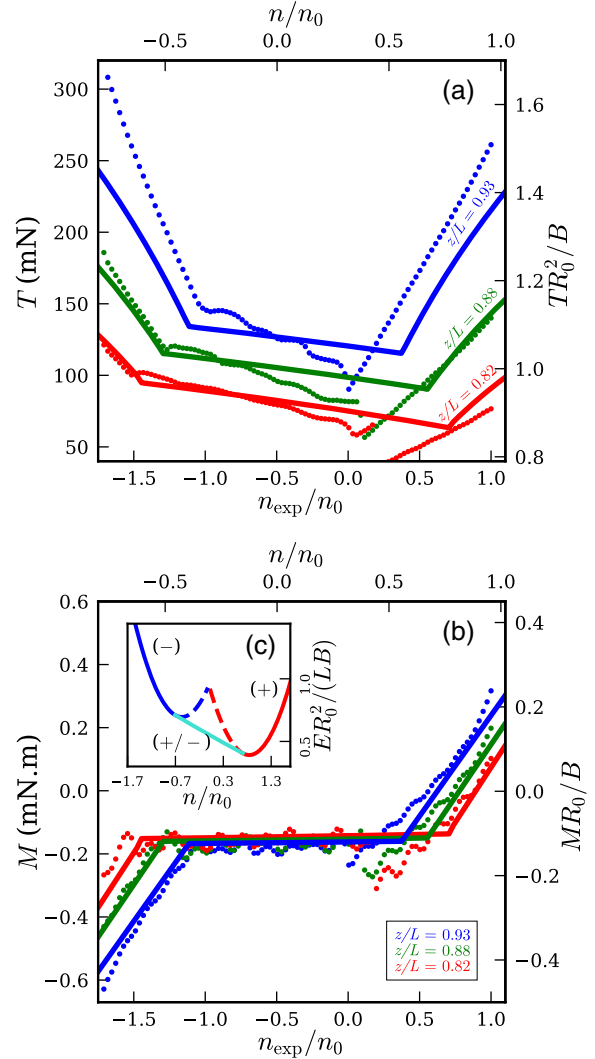 n/n₀
−0.5 0.0 0.5 1.0
(a)
300 250 200 150 100 50
T (mN)
z/L = 0.93
z/L = 0.88
z/L = 0.82
1.6 1.4 1.2 1.0 0.8
TR₀²/B
−1.5 −1.0 −0.5 0.0 0.5 1.0
n_exp/n₀
n/n₀
−0.5 0.0 0.5 1.0
(b)
0.6 0.4 0.2 0.0 −0.2 −0.4 −0.6
M (mN.m)
(c)
(−)
(+)
(+/−)
1.0 0.5
ER₀²/(LB)
−1.7 −0.7 0.3 1.3
n/n₀
0.4 0.2 0.0 −0.2 −0.4
MR₀/B
z/L = 0.93
z/L = 0.88
z/L = 0.82
−1.5 −1.0 −0.5 0.0 0.5 1.0
n_exp/n₀